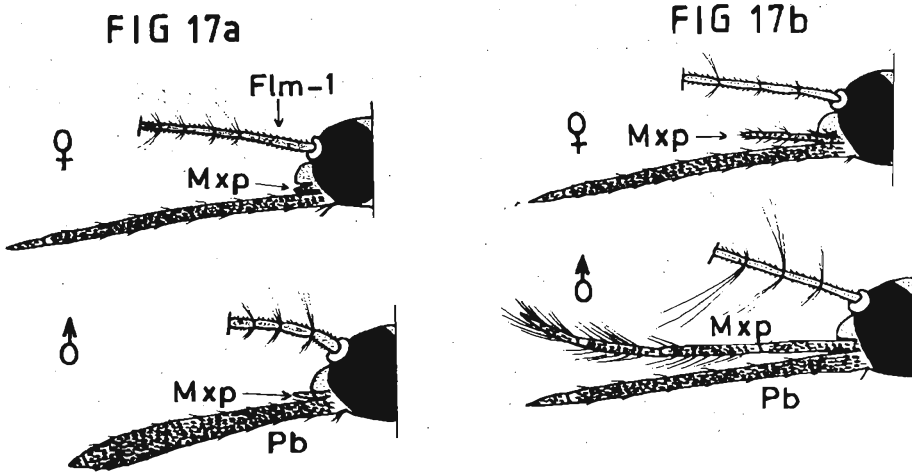 FIG 17a
Flm-1
♀
Mxp
♂
Mxp
Pb
FIG 17b
♀
Mxp
♂
Mxp
Pb